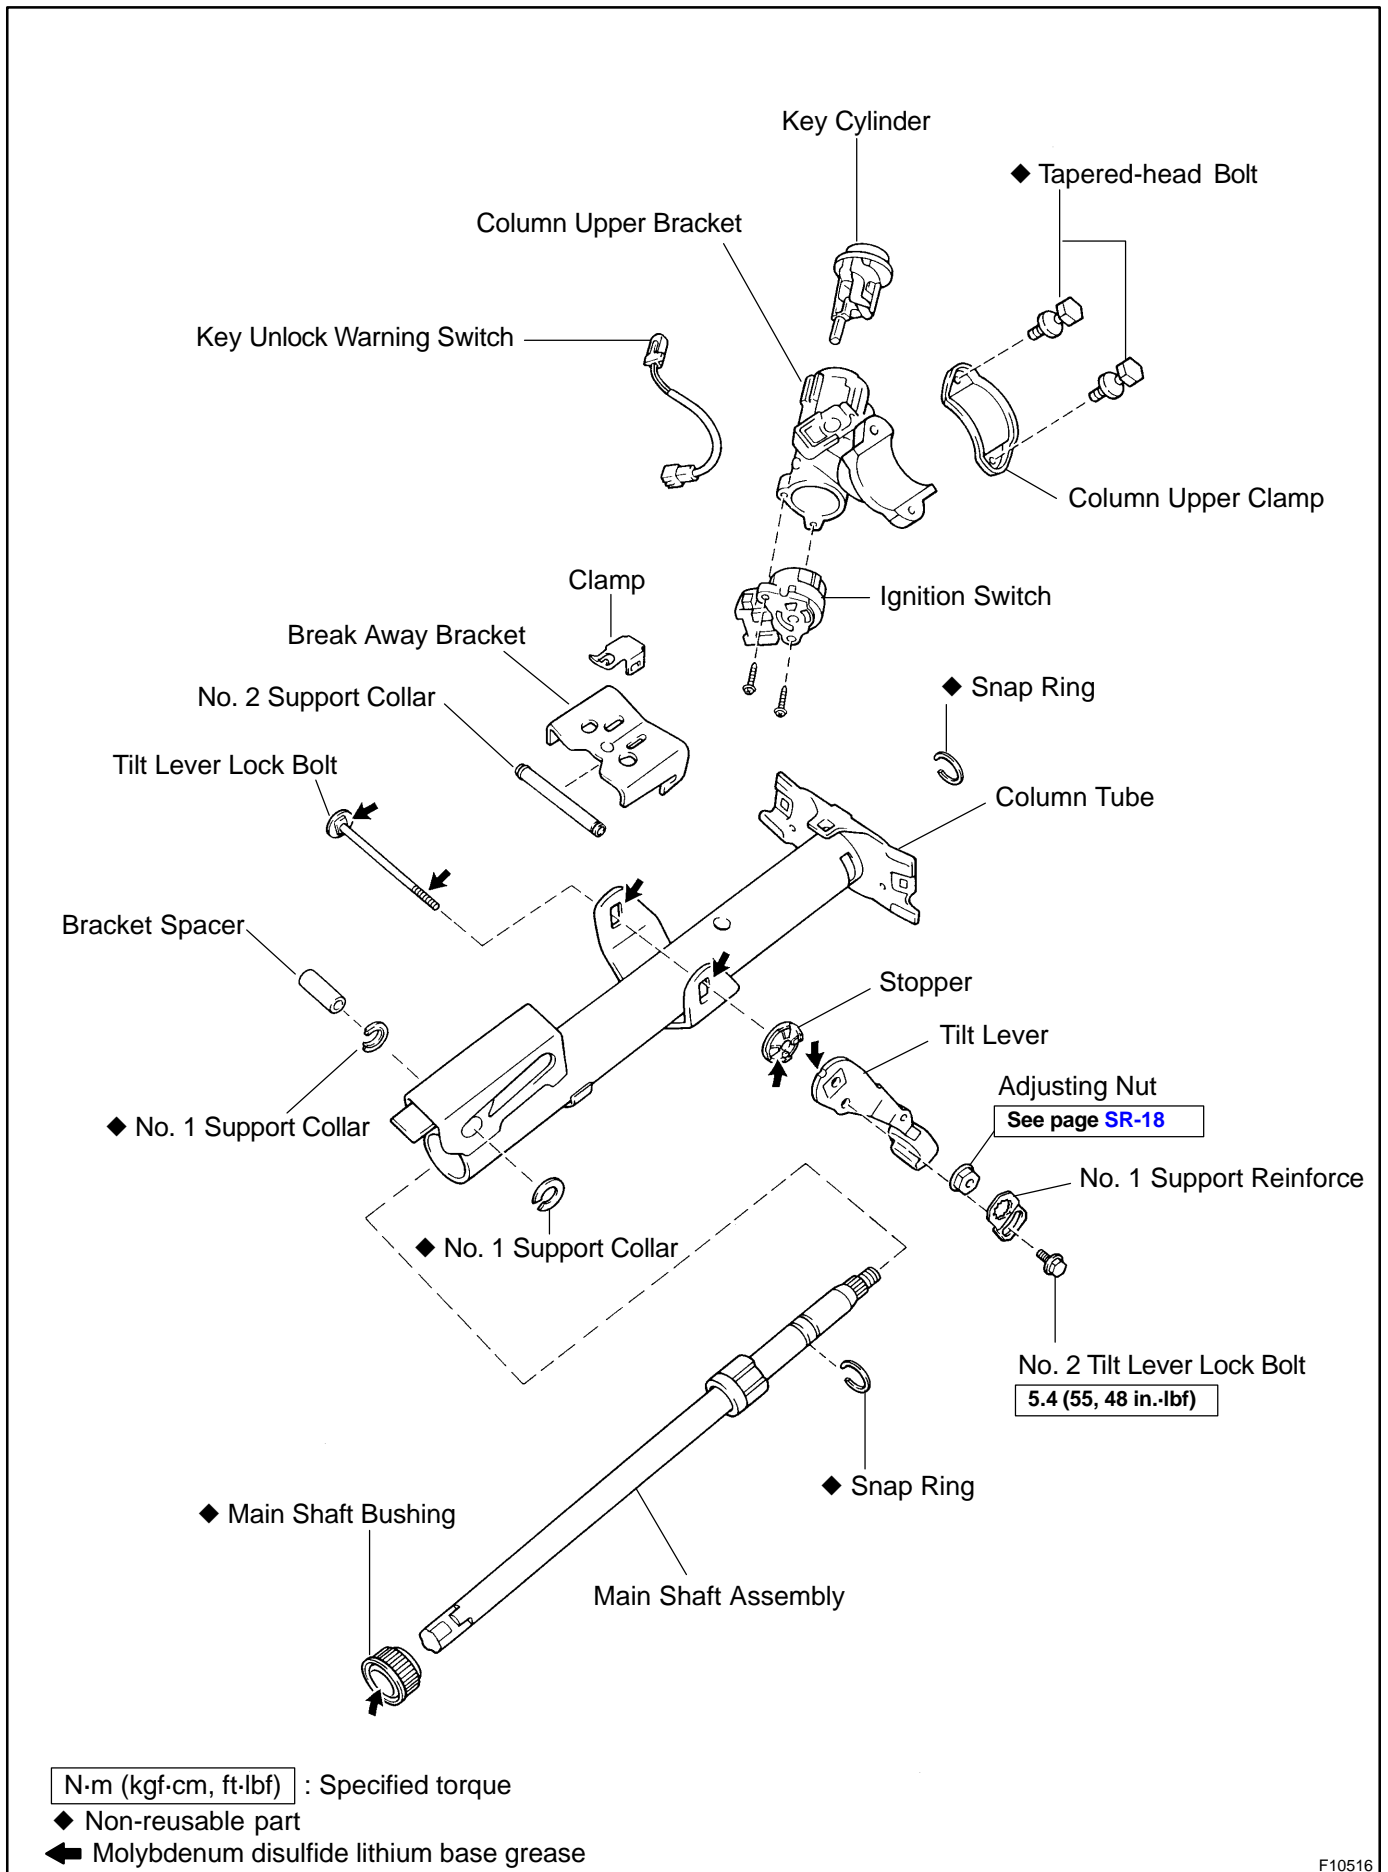 Key Cylinder
◆ Tapered-head Bolt
Column Upper Bracket
Key Unlock Warning Switch
Column Upper Clamp
Clamp
Ignition Switch
Break Away Bracket
No. 2 Support Collar
◆ Snap Ring
Tilt Lever Lock Bolt
Column Tube
Bracket Spacer
Stopper
Tilt Lever
Adjusting Nut
See page SR-18
◆ No. 1 Support Collar
No. 1 Support Reinforce
◆ No. 1 Support Collar
No. 2 Tilt Lever Lock Bolt
5.4 (55, 48 in.·lbf)
◆ Snap Ring
◆ Main Shaft Bushing
Main Shaft Assembly
N·m (kgf·cm, ft·lbf) : Specified torque
◆ Non-reusable part
Molybdenum disulfide lithium base grease
F10516